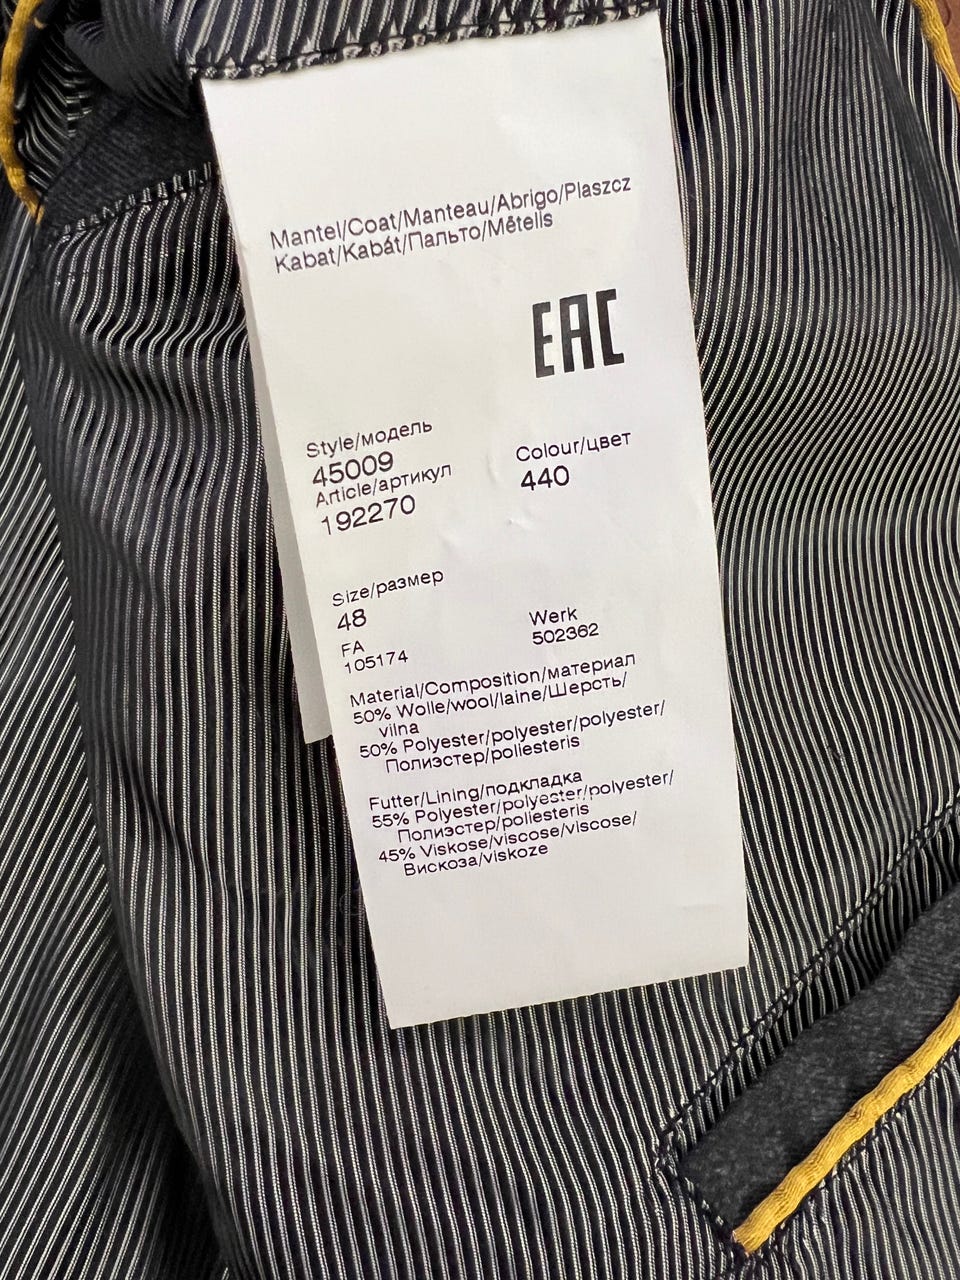 Mantel/Coat/Manteau/Abrigo/Plaszcz
Kabat/Kabát/Пальто/Mētelis
EAC
Style/модель
45009
Article/артикул
192270
Colour/цвет
440
Size/размер
48
FA
105174
Werk
502362
Material/Composition/материал
50% Wolle/wool/laine/Шерсть/
vilna
50% Polyester/polyester/polyester/
Полиэстер/poliesteris
Futter/Lining/подкладка
55% Polyester/polyester/polyester/
Полиэстер/poliesteris
45% Viskose/viscose/viscose/
Вискоза/viskoze